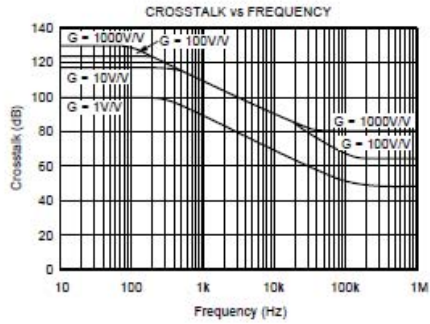 CROSSTALK vs FREQUENCY
140
120
100
80
60
40
20
0
Crosstalk (dB)
G = 1000V/V
G = 100V/V
G = 10V/V
G = 1V/V
G = 1000V/V
G = 100V/V
10
100
1k
10k
100k
1M
Frequency (Hz)